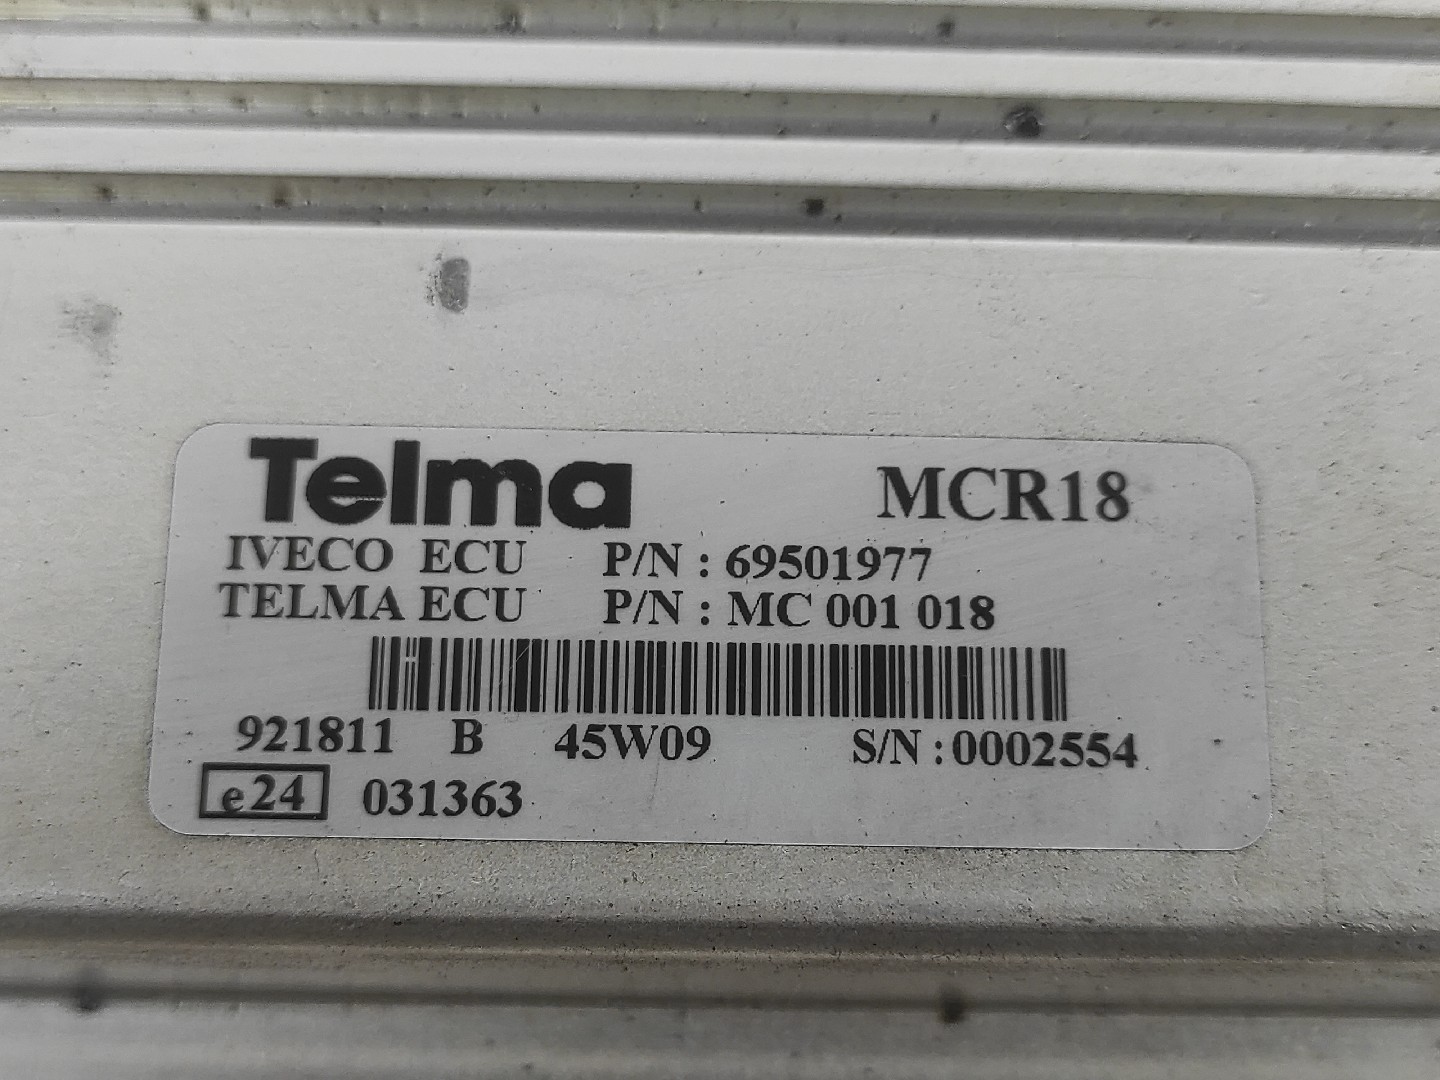 Telma MCR18
IVECO ECU P/N : 69501977
TELMA ECU P/N : MC 001 018
921811 B 45W09 S/N : 0002554
e24 031363